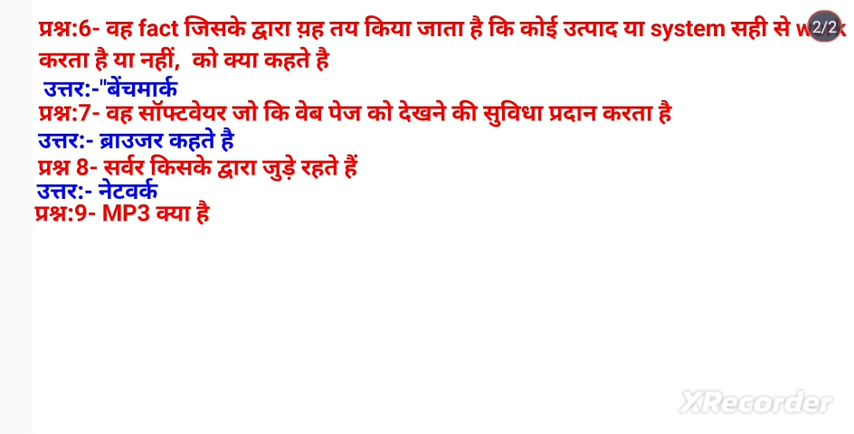 प्रश्न:6- वह fact जिसके द्वारा य़ह तय किया जाता है कि कोई उत्पाद या system सही से
2/2
करता है या नहीं, को क्या कहते है
उत्तर:-"बेंचमार्क
प्रश्न:7- वह सॉफ्टवेयर जो कि वेब पेज को देखने की सुविधा प्रदान करता है
उत्तर:- ब्राउजर कहते है
प्रश्न 8- सर्वर किसके द्वारा जुड़े रहते हैं
उत्तर:- नेटवर्क
प्रश्न:9- MP3 क्या है
XRecorder